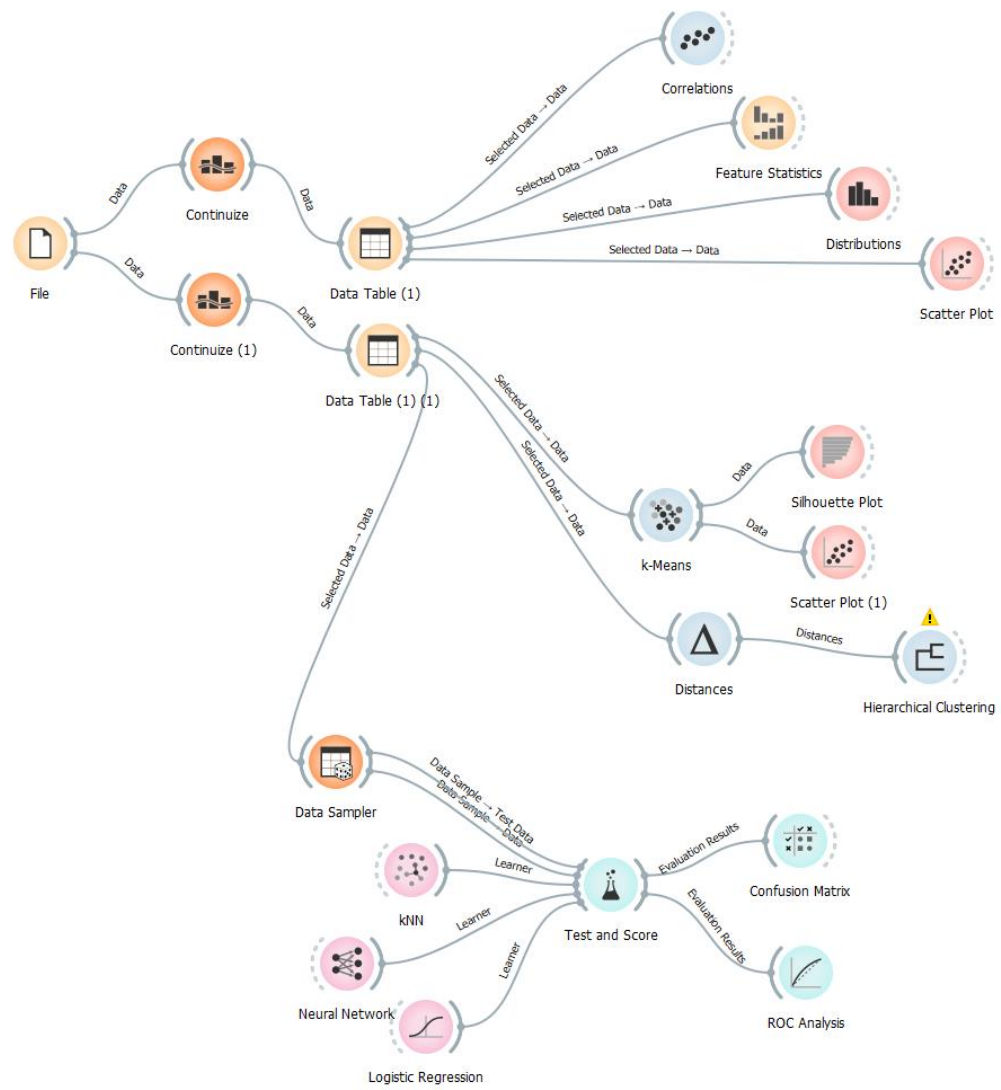 Correlations
Selected Data → Data
Feature Statistics
Selected Data → Data
Distributions
Selected Data → Data
Scatter Plot
Selected Data → Data
Data
Continuize
Data
File
Data
Continuize (1)
Data
Data Table (1)
Data Table (1) (1)
Selected Data → Data
Selected Data → Data
Selected Data → Data
k-Means
Data
Silhouette Plot
Data
Scatter Plot (1)
Distances
Distances
Hierarchical Clustering
Data Sampler
Data Sample → Test Data
Data Sample → Data
kNN
Learner
Neural Network
Learner
Logistic Regression
Learner
Test and Score
Evaluation Results
Confusion Matrix
Evaluation Results
ROC Analysis